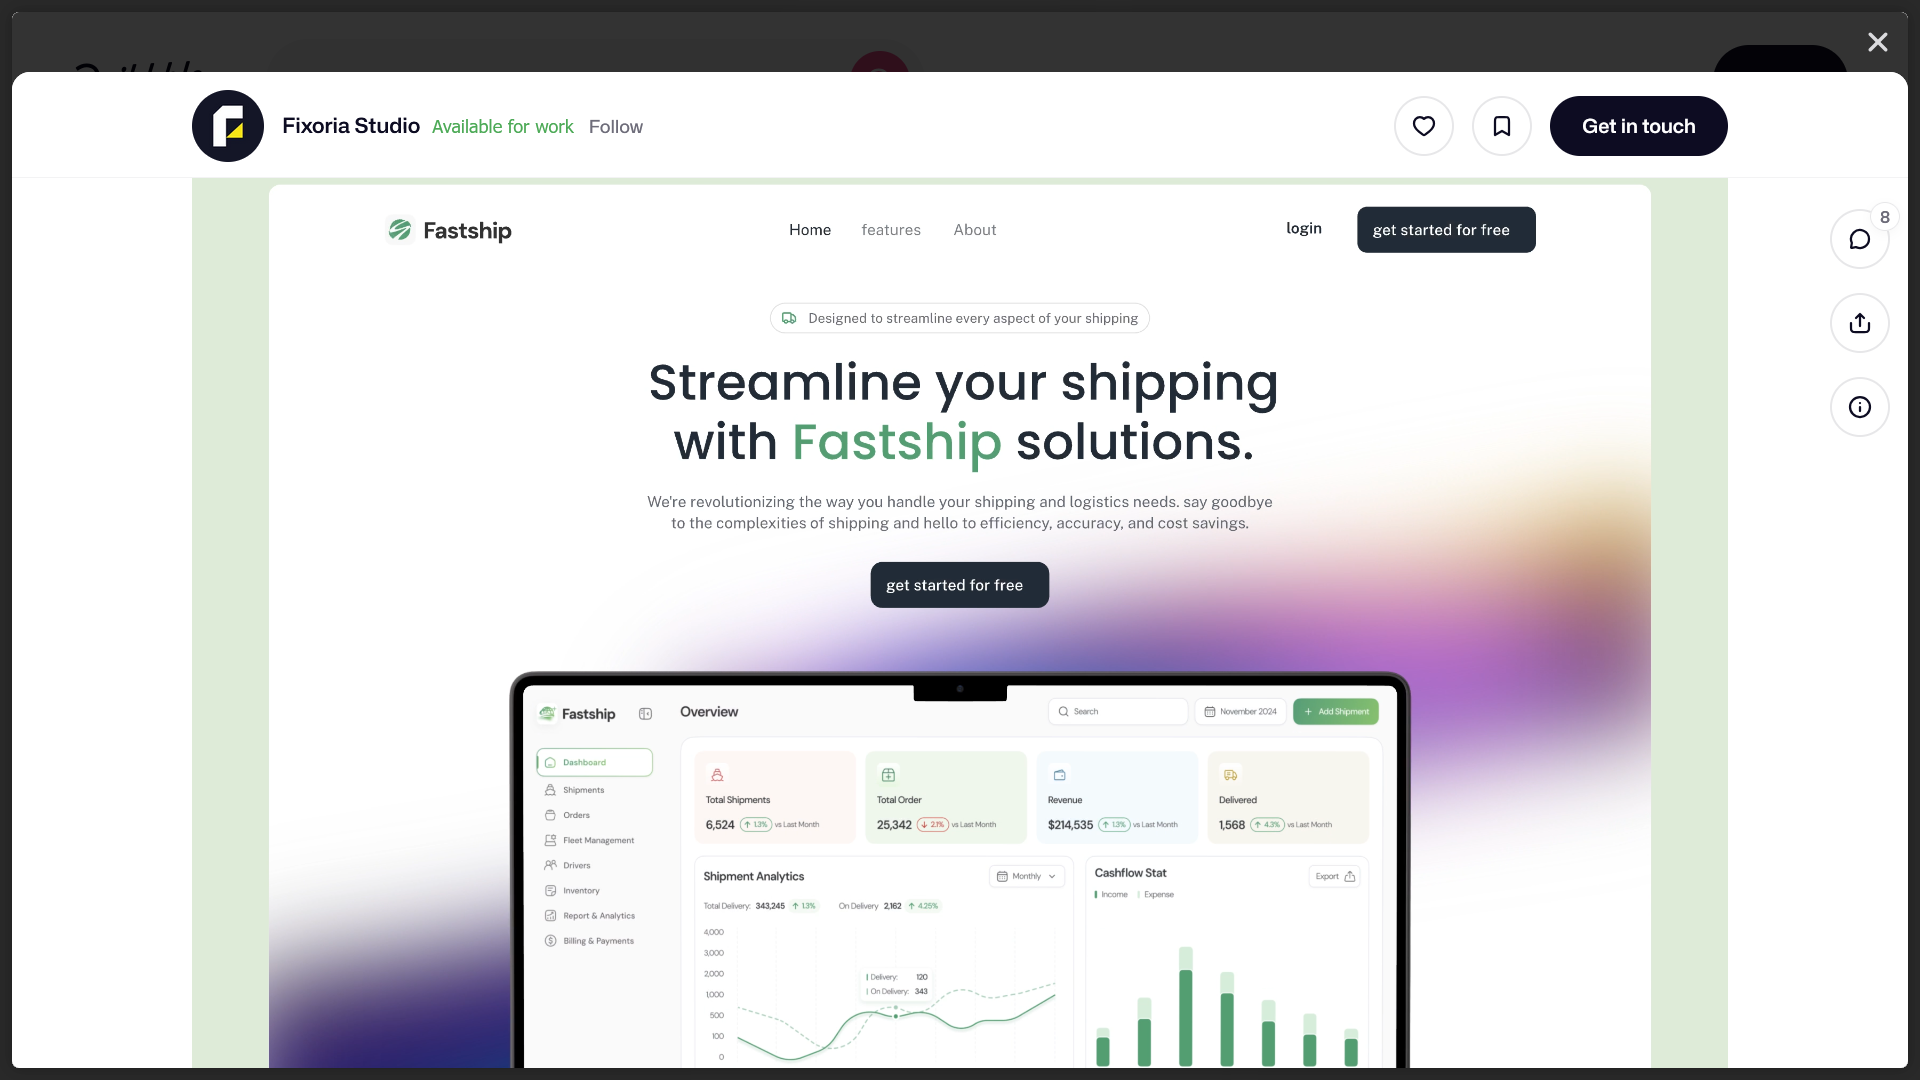 Fixoria Studio Available for work Follow
Get in touch
8
Fastship
Home features About
login
get started for free
Designed to streamline every aspect of your shipping
Streamline your shipping
with Fastship solutions.
We're revolutionizing the way you handle your shipping and logistics needs. say goodbye
to the complexities of shipping and hello to efficiency, accuracy, and cost savings.
get started for free
Fastship
Overview
Search
November 2024
+ Add Shipment
Dashboard
Shipments
Orders
Fleet Management
Drivers
Inventory
Report & Analytics
Billing & Payments
Total Shipments
6,524 ↑ 1.3% vs Last Month
Total Order
25,342 ↓ 2.1% vs Last Month
Revenue
$214,535 ↑ 1.3% vs Last Month
Delivered
1,568 ↑ 4.3% vs Last Month
Shipment Analytics
Monthly
Total Delivery: 343,245 ↑ 1.3% On Delivery 2,162 ↑ 4.25%
4,000
3,000
2,000
1,000
500
100
0
Delivery: 120
On Delivery: 343
Cashflow Stat
Export
Income Expense